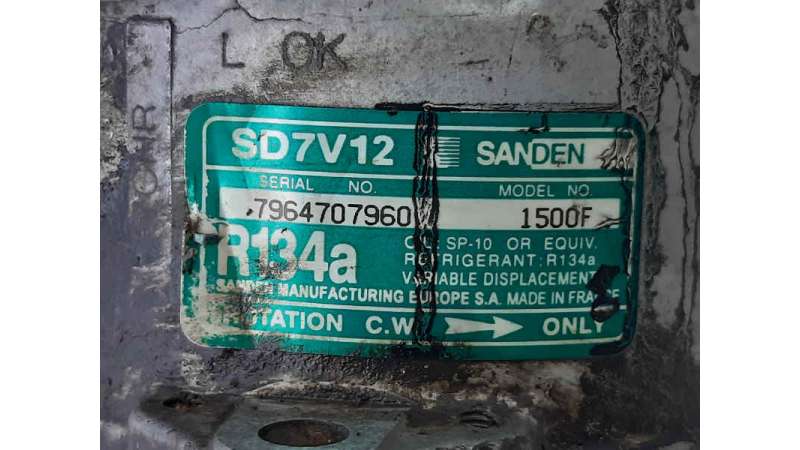 L OK
SD7V12 SANDEN
SERIAL NO. MODEL NO.
7964707960 1500F
R134a
OIL: SP-10 OR EQUIV.
REFRIGERANT: R134a
VARIABLE DISPLACEMENT
SANDEN MANUFACTURING EUROPE S.A. MADE IN FRANCE
ROTATION C.W. ONLY